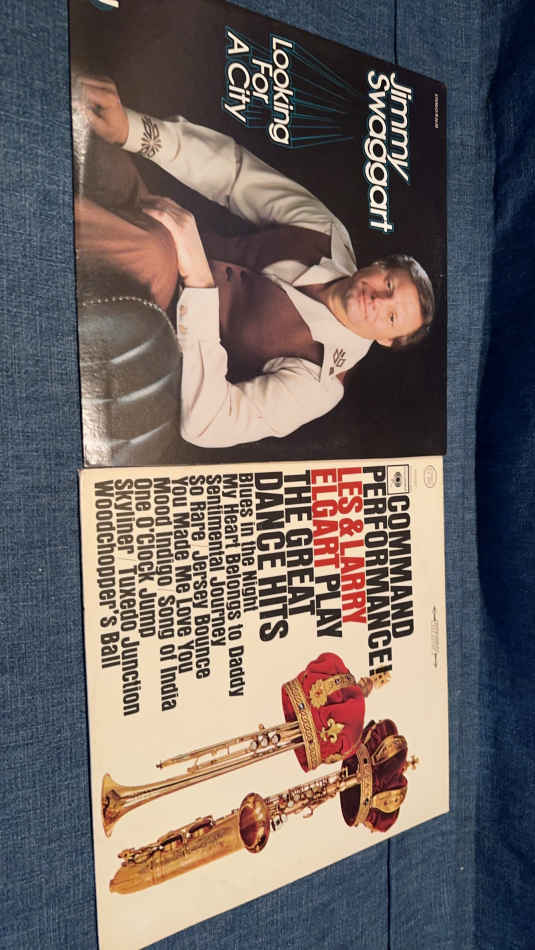 Jimmy
Swaggart
Looking
For
A City
COMMAND
PERFORMANCE!
LES & LARRY
ELGART PLAY
THE GREAT
DANCE HITS
Blues in the Night
My Heart Belongs to Daddy
Sentimental Journey
So Rare / Jersey Bounce
You Made Me Love You
Mood Indigo / Song of India
One O'Clock Jump
Skyliner / Tuxedo Junction
Woodchopper's Ball